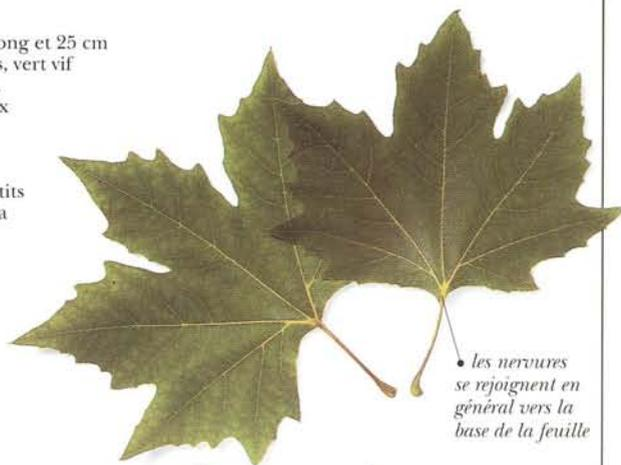 ong et 25 cm
s, vert vif
x
tits
a
• les nervures
se rejoignent en
général vers la
base de la feuille